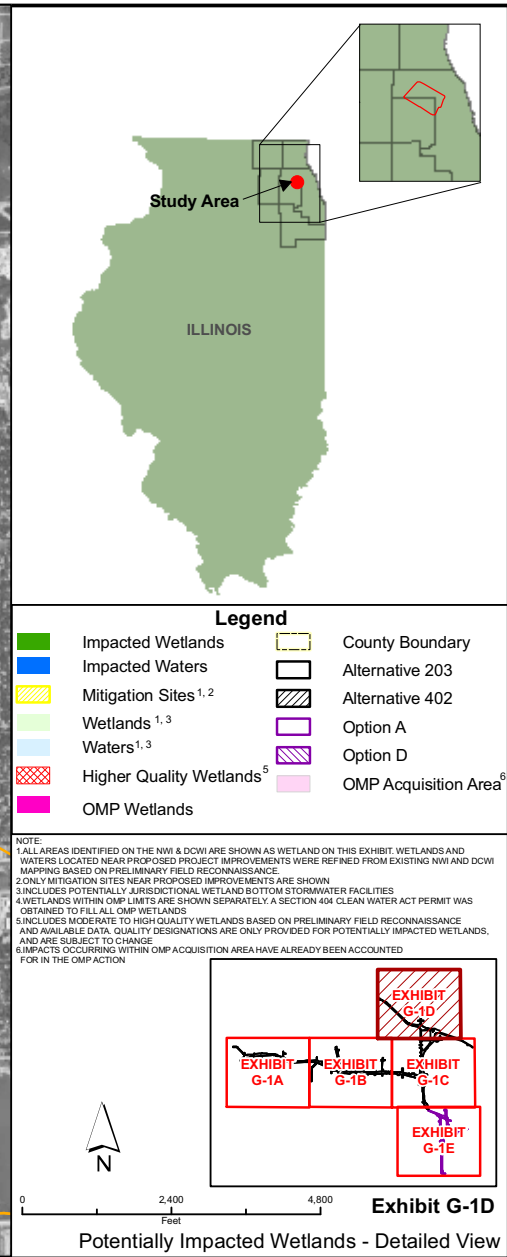 Study Area
ILLINOIS
Legend
Impacted Wetlands
Impacted Waters
Mitigation Sites1, 2
Wetlands 1, 3
Waters1, 3
Higher Quality Wetlands5
OMP Wetlands
County Boundary
Alternative 203
Alternative 402
Option A
Option D
OMP Acquisition Area6
NOTE:
1.ALL AREAS IDENTIFIED ON THE NWI & DCWI ARE SHOWN AS WETLAND ON THIS EXHIBIT. WETLANDS AND
WATERS LOCATED NEAR PROPOSED PROJECT IMPROVEMENTS WERE REFINED FROM EXISTING NWI AND DCWI
MAPPING BASED ON PRELIMINARY FIELD RECONNAISSANCE.
2.ONLY MITIGATION SITES NEAR PROPOSED IMPROVEMENTS ARE SHOWN
3.INCLUDES POTENTIALLY JURISDICTIONAL WETLAND BOTTOM STORMWATER FACILITIES
4.WETLANDS WITHIN OMP LIMITS ARE SHOWN SEPARATELY. A SECTION 404 CLEAN WATER ACT PERMIT WAS
OBTAINED TO FILL ALL OMP WETLANDS
5.INCLUDES MODERATE TO HIGH QUALITY WETLANDS BASED ON PRELIMINARY FIELD RECONNAISSANCE
AND AVAILABLE DATA. QUALITY DESIGNATIONS ARE ONLY PROVIDED FOR POTENTIALLY IMPACTED WETLANDS,
AND ARE SUBJECT TO CHANGE
6.IMPACTS OCCURRING WITHIN OMP ACQUISITION AREA HAVE ALREADY BEEN ACCOUNTED
FOR IN THE OMP ACTION
EXHIBIT
G-1D
EXHIBIT
G-1A
EXHIBIT
G-1B
EXHIBIT
G-1C
EXHIBIT
G-1E
N
0 2,400 4,800
Feet
Exhibit G-1D
Potentially Impacted Wetlands - Detailed View